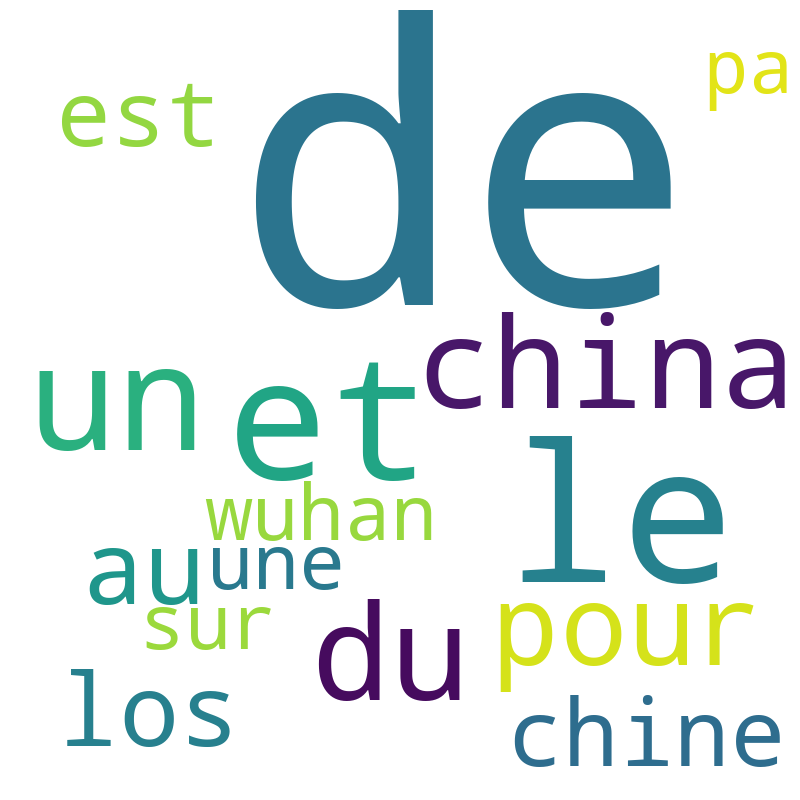 de
pa
est
china
un
et
le
wuhan
au
une
sur
pour
du
los
chine